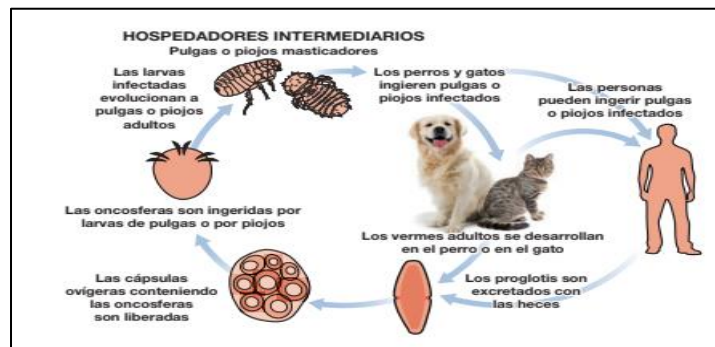 HOSPEDADORES INTERMEDIARIOS
Pulgas o piojos masticadores
Las larvas
infectadas
evolucionan a
pulgas o piojos
adultos
Los perros y gatos
ingieren pulgas o
piojos infectados
Las personas
pueden ingerir pulgas
o piojos infectados
Las oncosferas son ingeridas por
larvas de pulgas o por piojos
Los vermes adultos se desarrollan
en el perro o en el gato
Las cápsulas
ovígeras conteniendo
las oncosferas
son liberadas
Los proglotis son
excretados con
las heces